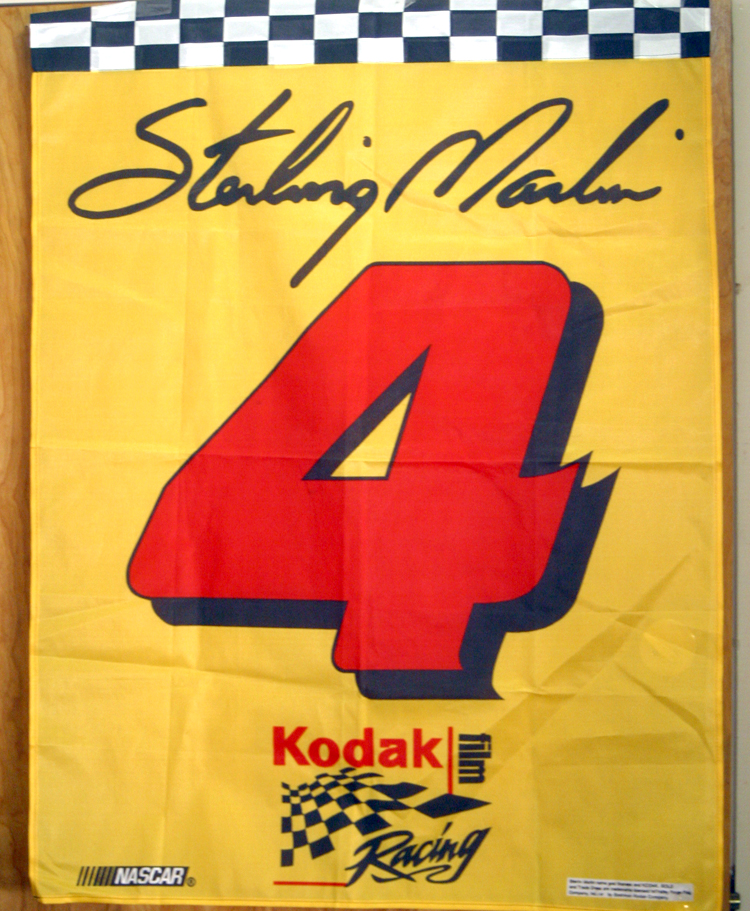 Sterling Marlin
4
Kodak film
Racing
NASCAR®